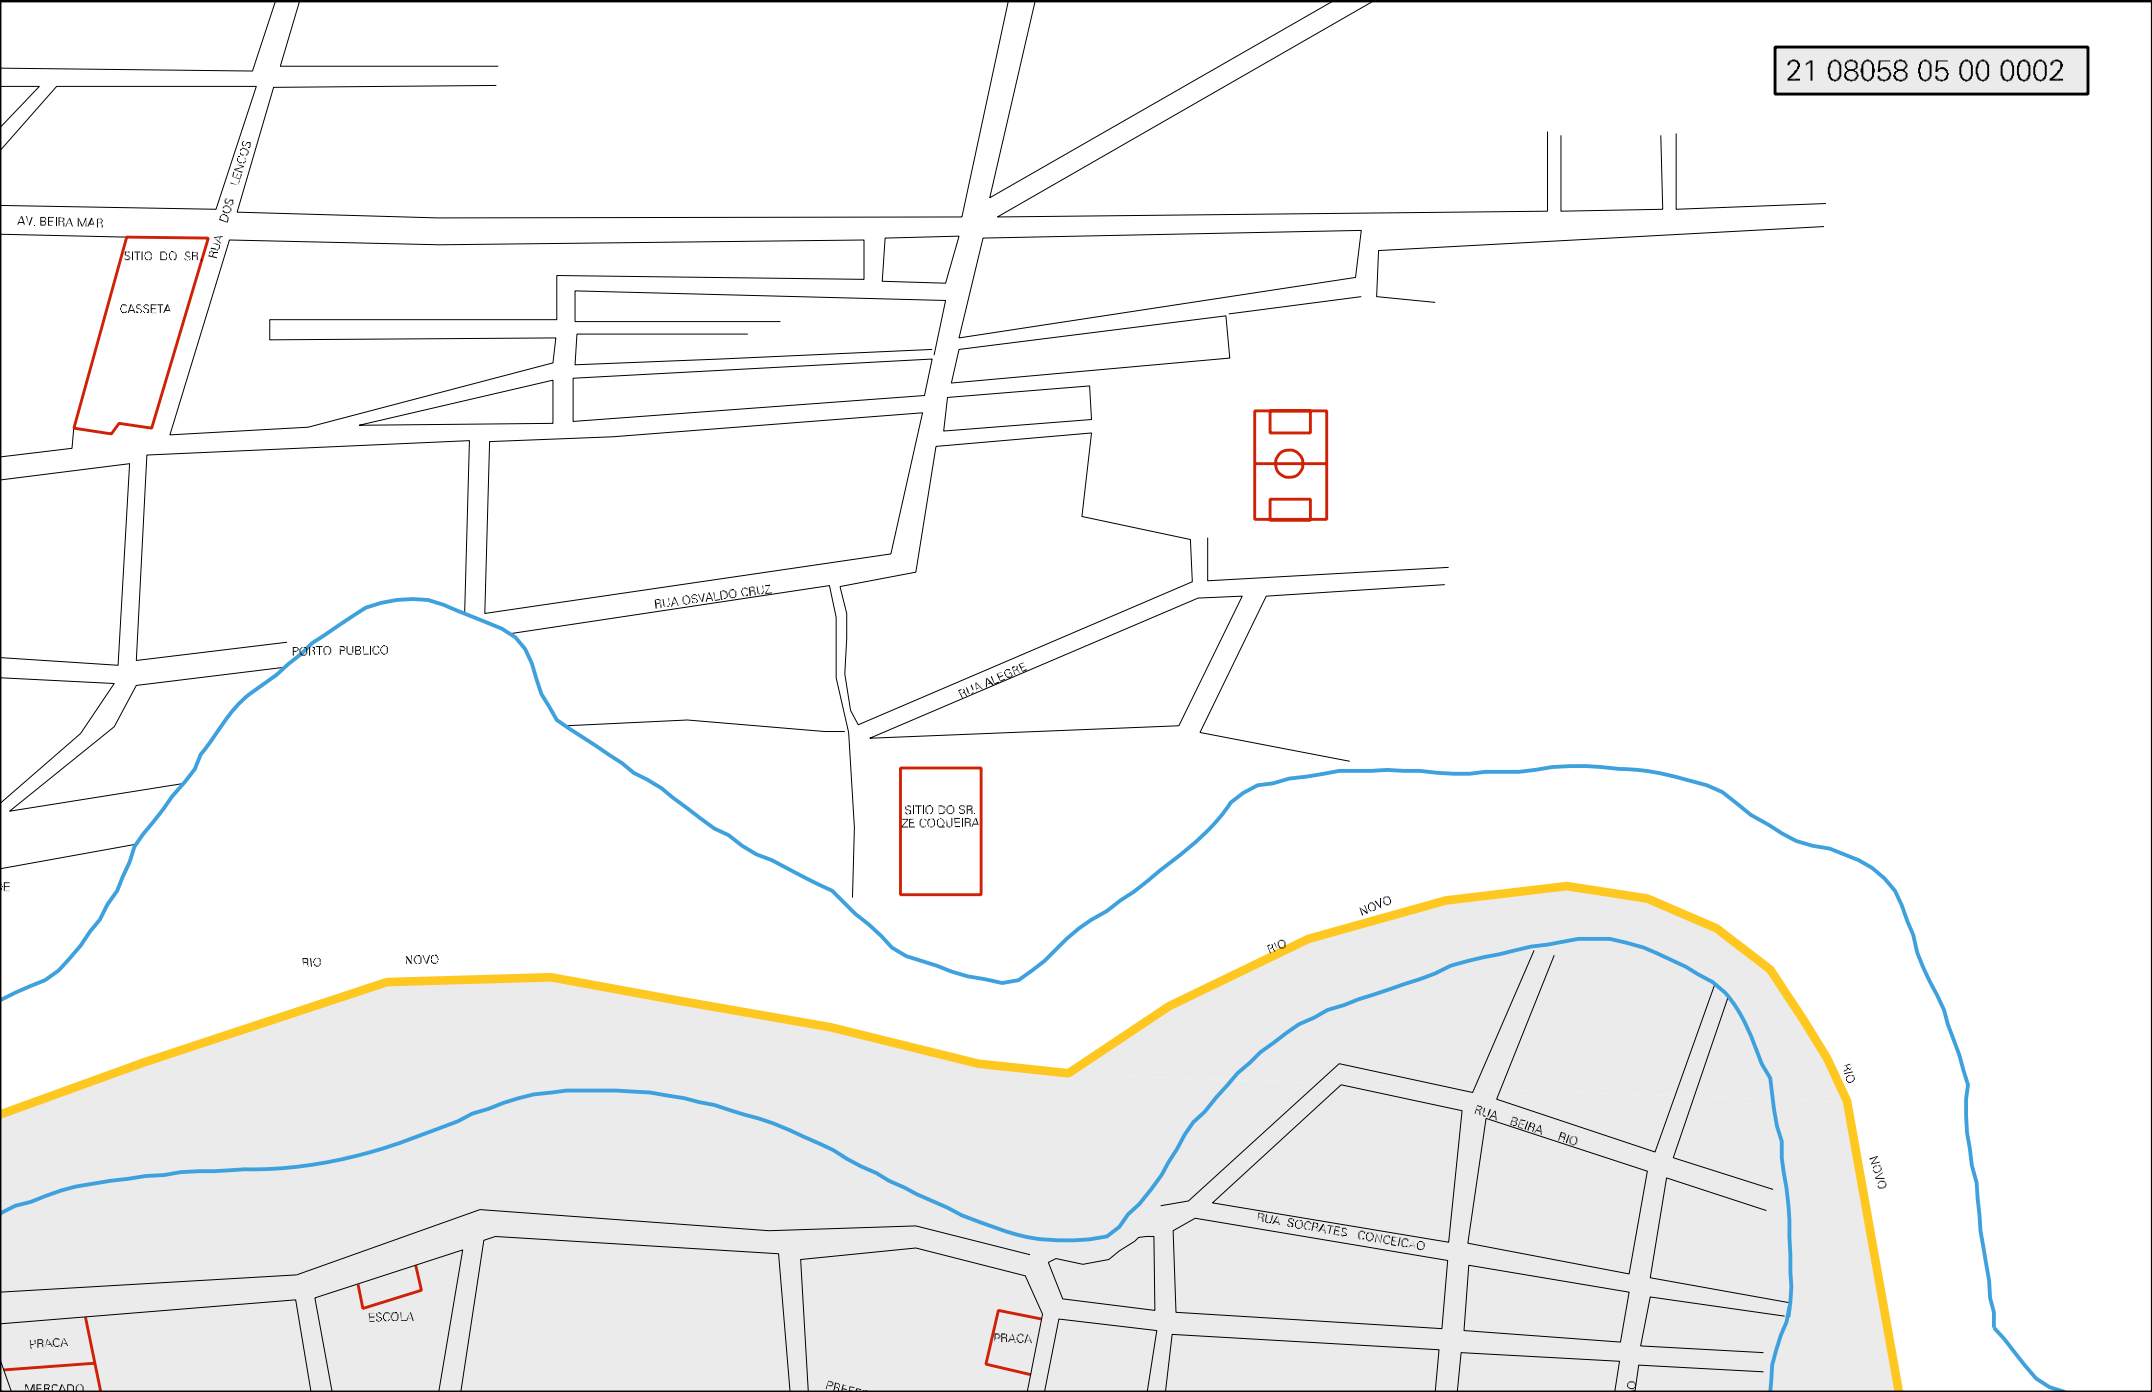 21 08058 05 00 0002
RUA DOS LENCOS
AV. BEIRA MAR
SITIO DO SR.
CASSETA
RUA OSVALDO CRUZ
PORTO PUBLICO
RUA ALEGRE
SITIO DO SR.
ZE COQUEIRA
RIO NOVO
RIO NOVO
RIO NOVO
RUA BEIRA RIO
RUA SOCRATES CONCEICAO
ESCOLA
PRACA
PRACA
MERCADO